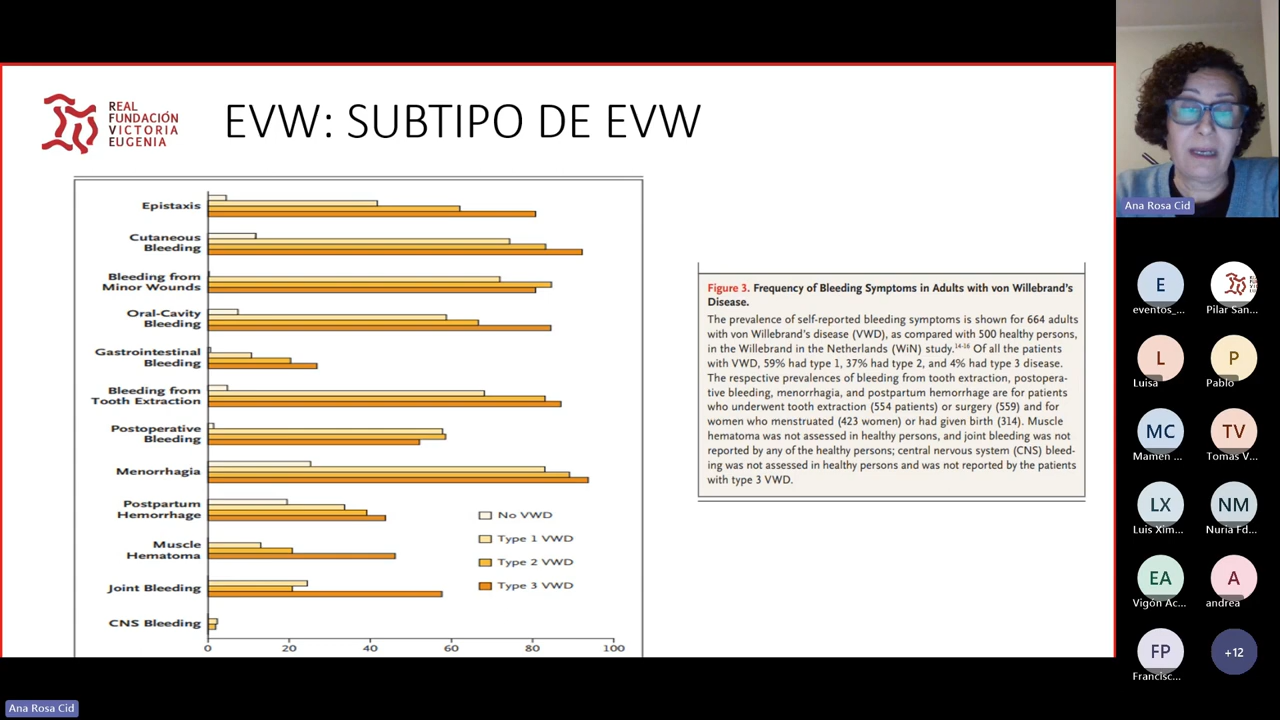 REAL
FUNDACIÓN
VICTORIA
EUGENIA
EVW: SUBTIPO DE EVW
Epistaxis
Cutaneous
Bleeding
Bleeding from
Minor Wounds
Oral-Cavity
Bleeding
Gastrointestinal
Bleeding
Bleeding from
Tooth Extraction
Postoperative
Bleeding
Menorrhagia
Postpartum
Hemorrhage
Muscle
Hematoma
Joint Bleeding
CNS Bleeding
0 20 40 60 80 100
No VWD
Type 1 VWD
Type 2 VWD
Type 3 VWD
Figure 3. Frequency of Bleeding Symptoms in Adults with von Willebrand's
Disease.
The prevalence of self-reported bleeding symptoms is shown for 664 adults
with von Willebrand's disease (VWD), as compared with 500 healthy persons,
in the Willebrand in the Netherlands (WiN) study.14-16 Of all the patients
with VWD, 59% had type 1, 37% had type 2, and 4% had type 3 disease.
The respective prevalences of bleeding from tooth extraction, postopera-
tive bleeding, menorrhagia, and postpartum hemorrhage are for patients
who underwent tooth extraction (554 patients) or surgery (559) and for
women who menstruated (423 women) or had given birth (314). Muscle
hematoma was not assessed in healthy persons, and joint bleeding was not
reported by any of the healthy persons; central nervous system (CNS) bleed-
ing was not assessed in healthy persons and was not reported by the patients
with type 3 VWD.
Ana Rosa Cid
E
eventos_...
Pilar San...
L
Luisa
P
Pablo
MC
Mamen ...
TV
Tomas V...
LX
Luis Xim...
NM
Nuria Fd...
EA
Vigón Ac...
A
andrea
FP
Francisc...
+12
Ana Rosa Cid